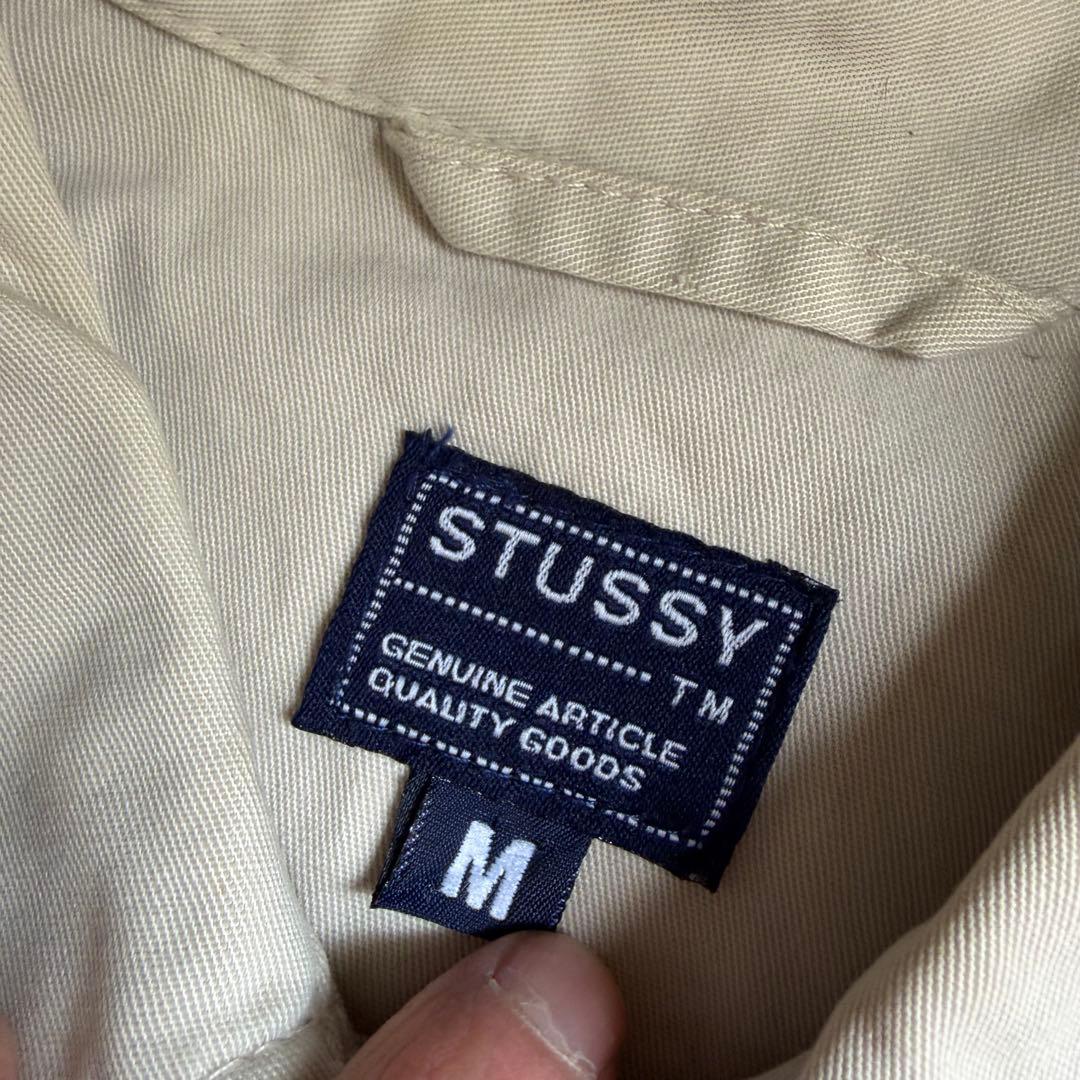 STUSSY
TM
GENUINE ARTICLE
QUALITY GOODS
M